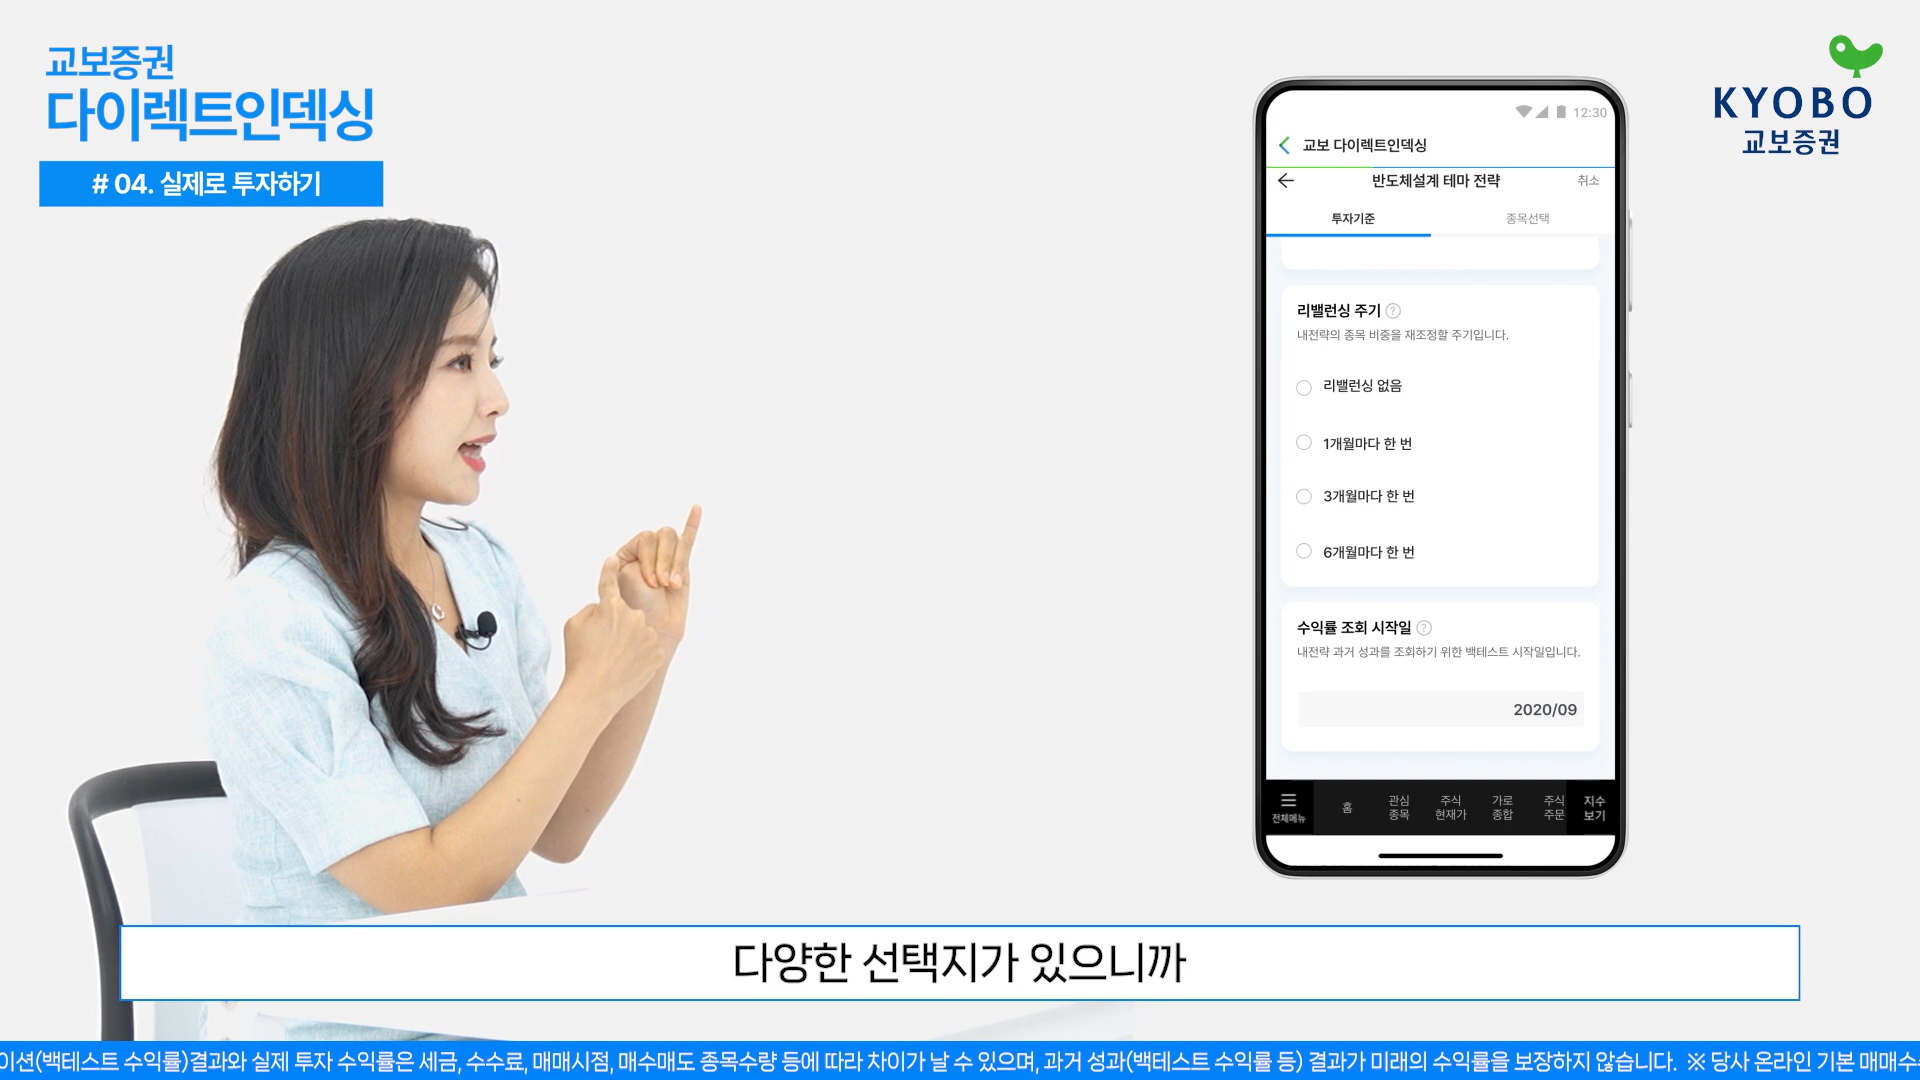 교보증권
다이렉트인덱싱
# 04. 실제로 투자하기
KYOBO
교보증권
12:30
교보 다이렉트인덱싱
반도체설계 테마 전략
취소
투자기준
종목선택
리밸런싱 주기 ?
내전략의 종목 비중을 재조정할 주기입니다.
리밸런싱 없음
1개월마다 한 번
3개월마다 한 번
6개월마다 한 번
수익률 조회 시작일 ?
내전략 과거 성과를 조회하기 위한 백테스트 시작일입니다.
2020/09
전체메뉴
홈
관심
종목
주식
현재가
가로
종합
주식
주문
지수
보기
다양한 선택지가 있으니까
이션(백테스트 수익률)결과와 실제 투자 수익률은 세금, 수수료, 매매시점, 매수매도 종목수량 등에 따라 차이가 날 수 있으며, 과거 성과(백테스트 수익률 등) 결과가 미래의 수익률을 보장하지 않습니다. ※ 당사 온라인 기본 매매수